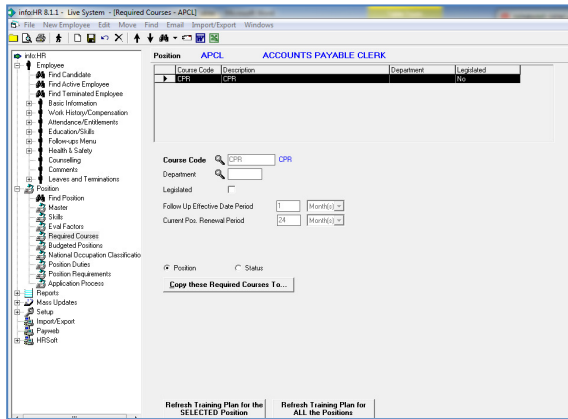 info:HR 8.1.1 - Live System - [Required Courses - APCL]
File New Employee Edit Move Find Email Import/Export Windows
info:HR
Employee
Find Candidate
Find Active Employee
Find Terminated Employee
Basic Information
Work History/Compensation
Attendance/Entitlements
Education/Skills
Follow-ups Menu
Health & Safety
Counselling
Comments
Leaves and Terminations
Position
Find Position
Master
Skills
Eval Factors
Required Courses
Budgeted Positions
National Occupation Classificatio
Position Duties
Position Requirements
Application Process
Reports
Mass Updates
Setup
Import/Export
Payweb
HRSoft
Position APCL ACCOUNTS PAYABLE CLERK
Course Code Description Department Legislated
CPR CPR No
Course Code CPR CPR
Department
Legislated
Follow Up Effective Date Period 1 Month(s)
Current Pos. Renewal Period 24 Month(s)
Position Status
Copy these Required Courses To...
Refresh Training Plan for the SELECTED Position
Refresh Training Plan for ALL the Positions